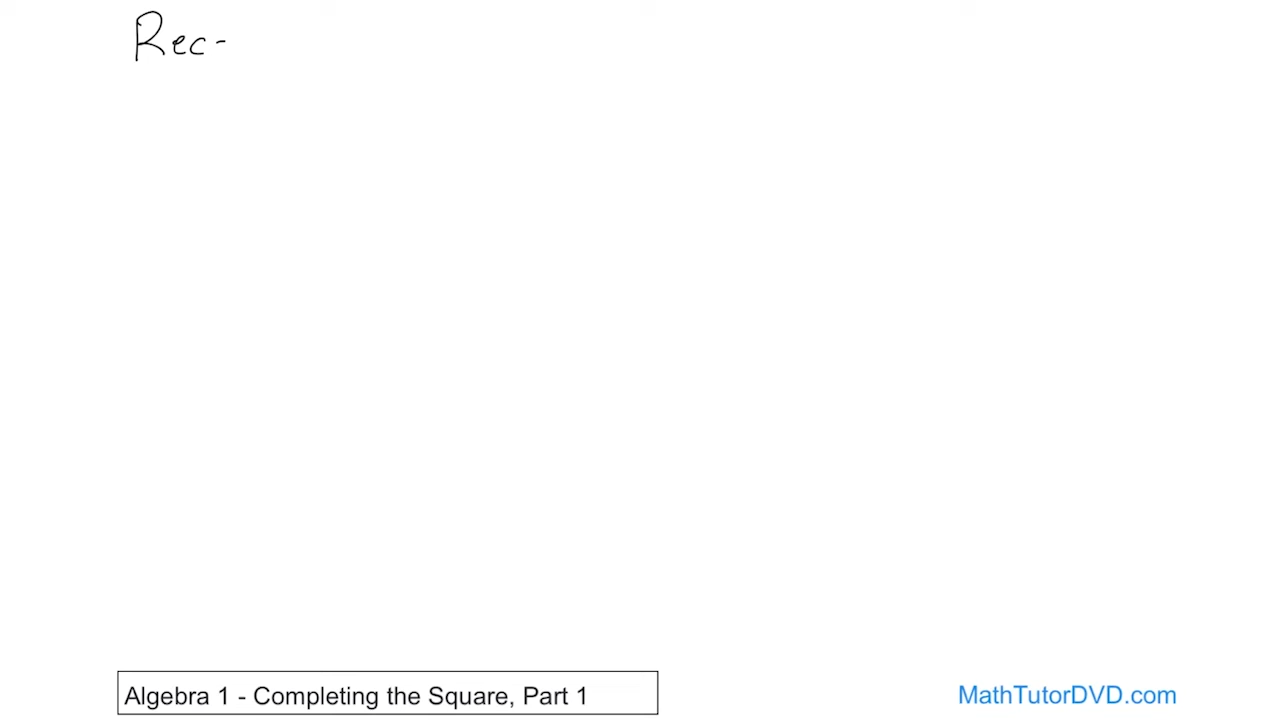 Rec-
Algebra 1 - Completing the Square, Part 1
MathTutorDVD.com